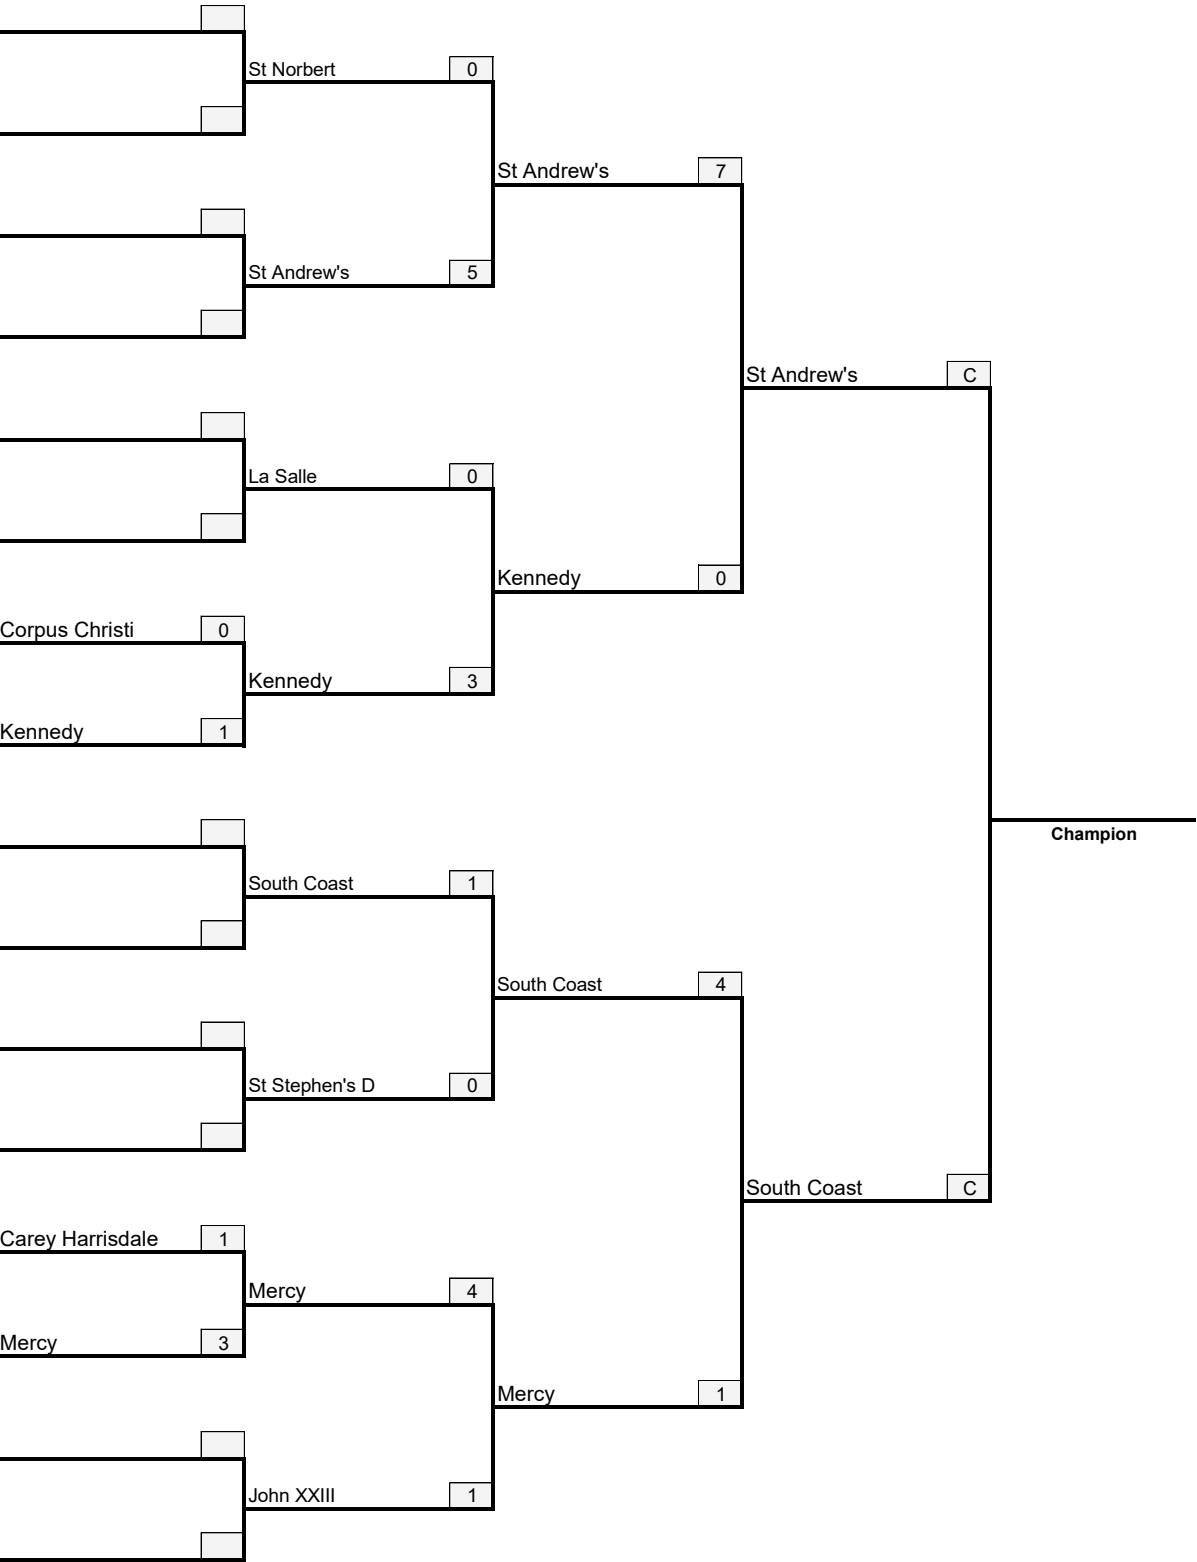 St Norbert 0
St Andrew's 7
St Andrew's 5
St Andrew's C
La Salle 0
Kennedy 0
Corpus Christi 0
Kennedy 3
Kennedy 1
Champion
South Coast 1
South Coast 4
St Stephen's D 0
South Coast C
Carey Harrisdale 1
Mercy 4
Mercy 3
Mercy 1
John XXIII 1